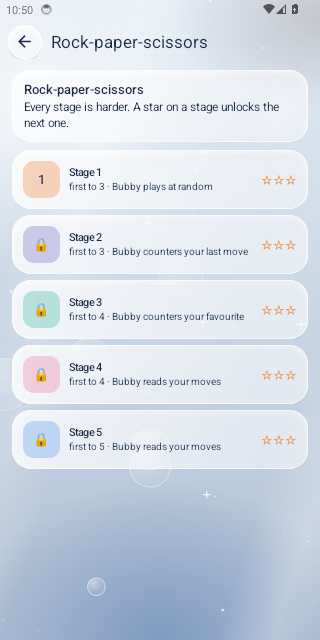 10:50
Rock-paper-scissors
Rock-paper-scissors
Every stage is harder. A star on a stage unlocks the
next one.
1
Stage 1
first to 3 · Bubby plays at random
Stage 2
first to 3 · Bubby counters your last move
Stage 3
first to 4 · Bubby counters your favourite
Stage 4
first to 4 · Bubby reads your moves
Stage 5
first to 5 · Bubby reads your moves